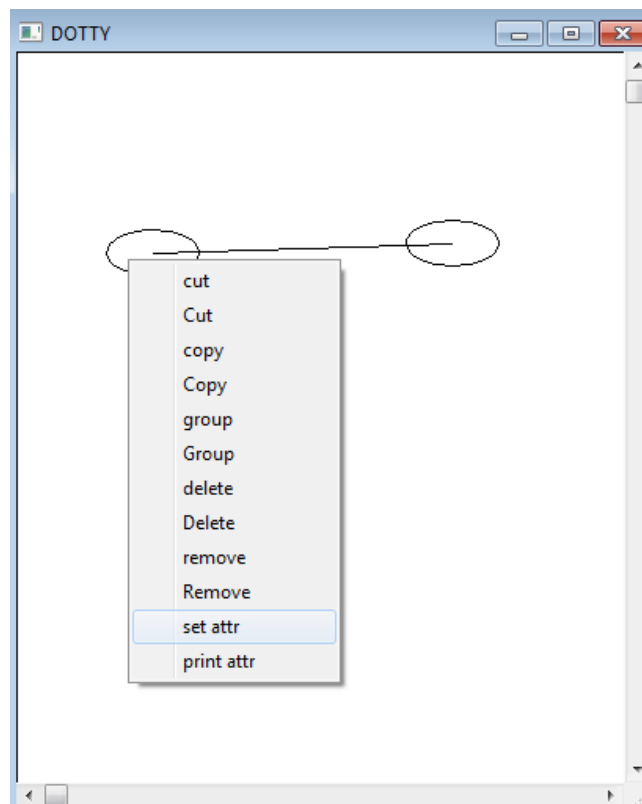 DOTTY
cut
Cut
copy
Copy
group
Group
delete
Delete
remove
Remove
set attr
print attr